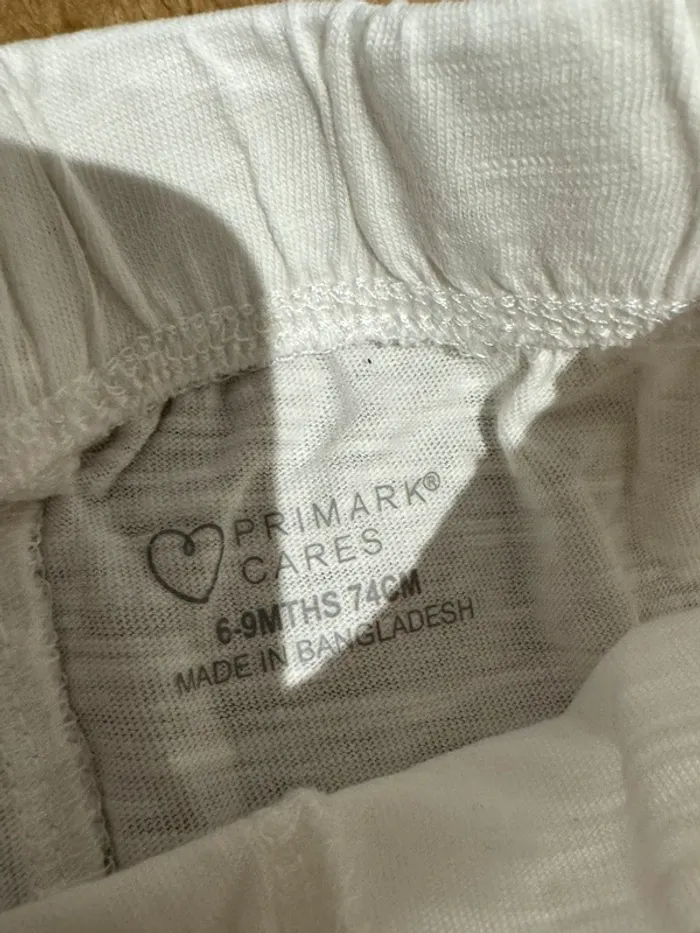 PRIMARK®
CARES
6-9MTHS 74CM
MADE IN BANGLADESH